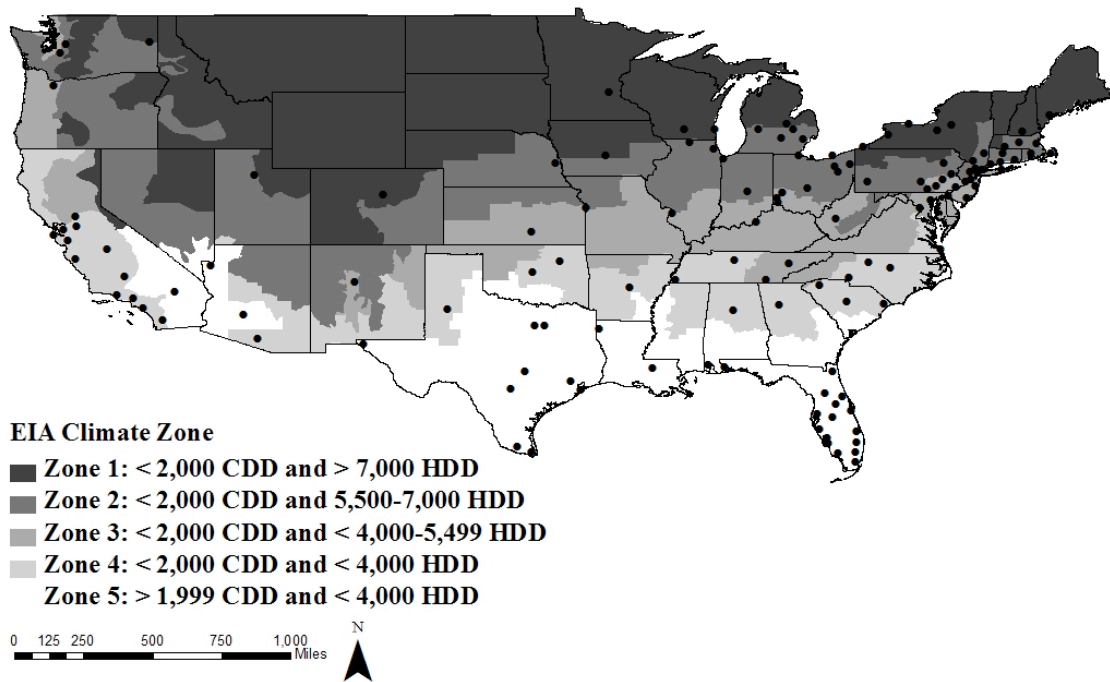 EIA Climate Zone
Zone 1: < 2,000 CDD and > 7,000 HDD
Zone 2: < 2,000 CDD and 5,500-7,000 HDD
Zone 3: < 2,000 CDD and < 4,000-5,499 HDD
Zone 4: < 2,000 CDD and < 4,000 HDD
Zone 5: > 1,999 CDD and < 4,000 HDD
N
0 125 250 500 750 1,000
Miles